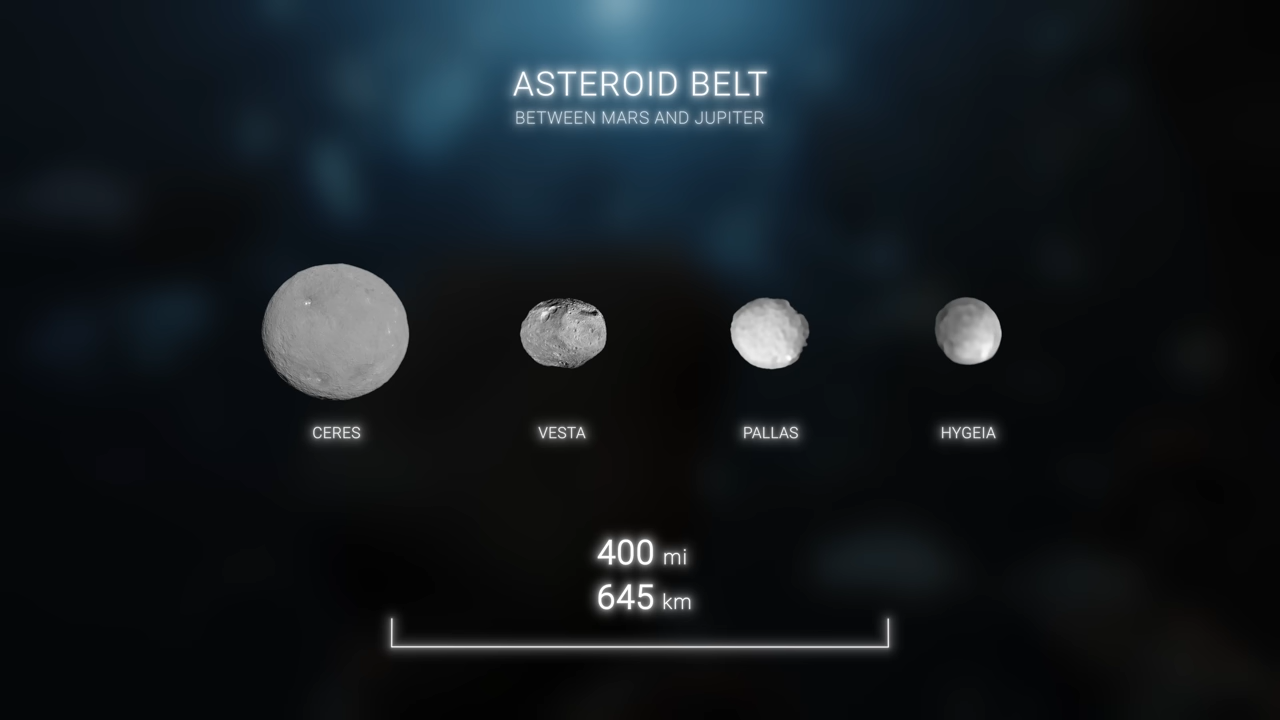 ASTEROID BELT
BETWEEN MARS AND JUPITER
CERES
VESTA
PALLAS
HYGEIA
400 mi
645 km